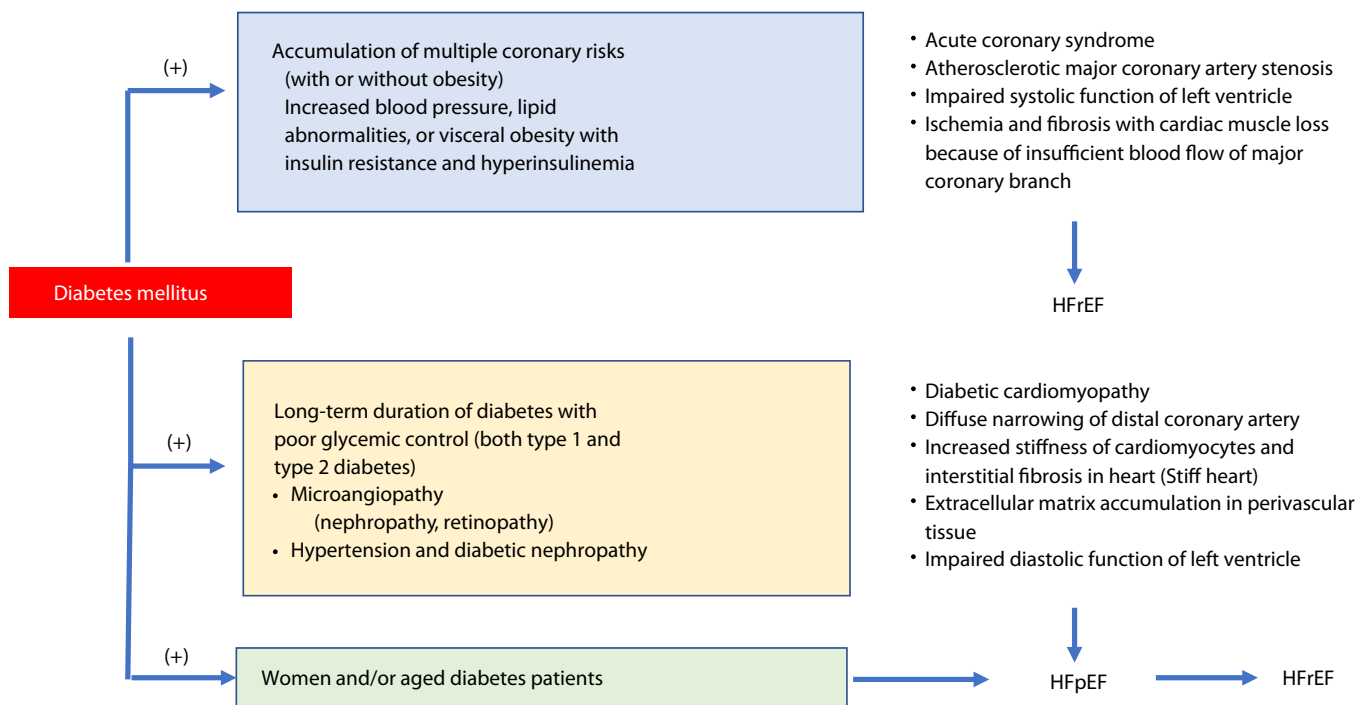 (+)
Accumulation of multiple coronary risks
(with or without obesity)
Increased blood pressure, lipid
abnormalities, or visceral obesity with
insulin resistance and hyperinsulinemia
• Acute coronary syndrome
• Atherosclerotic major coronary artery stenosis
• Impaired systolic function of left ventricle
• Ischemia and fibrosis with cardiac muscle loss
because of insufficient blood flow of major
coronary branch
Diabetes mellitus
HFrEF
(+)
Long-term duration of diabetes with
poor glycemic control (both type 1 and
type 2 diabetes)
• Microangiopathy
(nephropathy, retinopathy)
• Hypertension and diabetic nephropathy
• Diabetic cardiomyopathy
• Diffuse narrowing of distal coronary artery
• Increased stiffness of cardiomyocytes and
interstitial fibrosis in heart (Stiff heart)
• Extracellular matrix accumulation in perivascular
tissue
• Impaired diastolic function of left ventricle
(+)
Women and/or aged diabetes patients
HFpEF
HFrEF